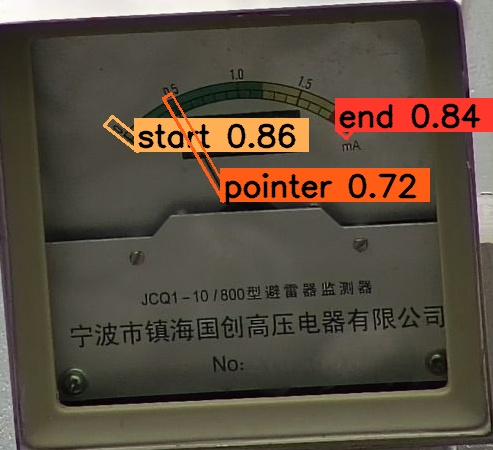 0.5 1.0 1.5
start 0.86
end 0.84
mA
pointer 0.72
JCQ1-10/800型避雷器监测器
宁波市镇海国创高压电器有限公司
No: